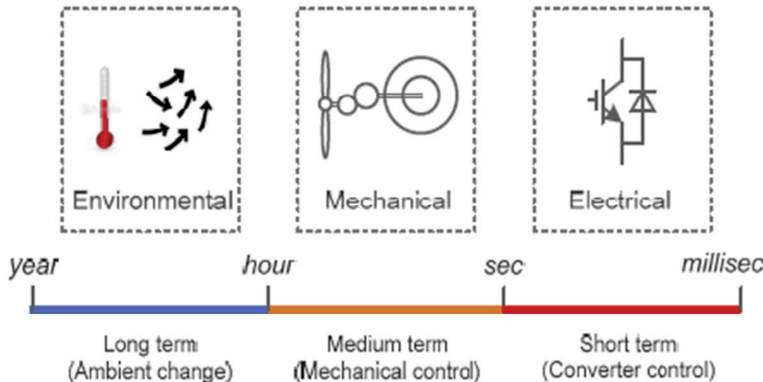 Environmental
Mechanical
Electrical
year
hour
sec
millisec
Long term
(Ambient change)
Medium term
(Mechanical control)
Short term
(Converter control)